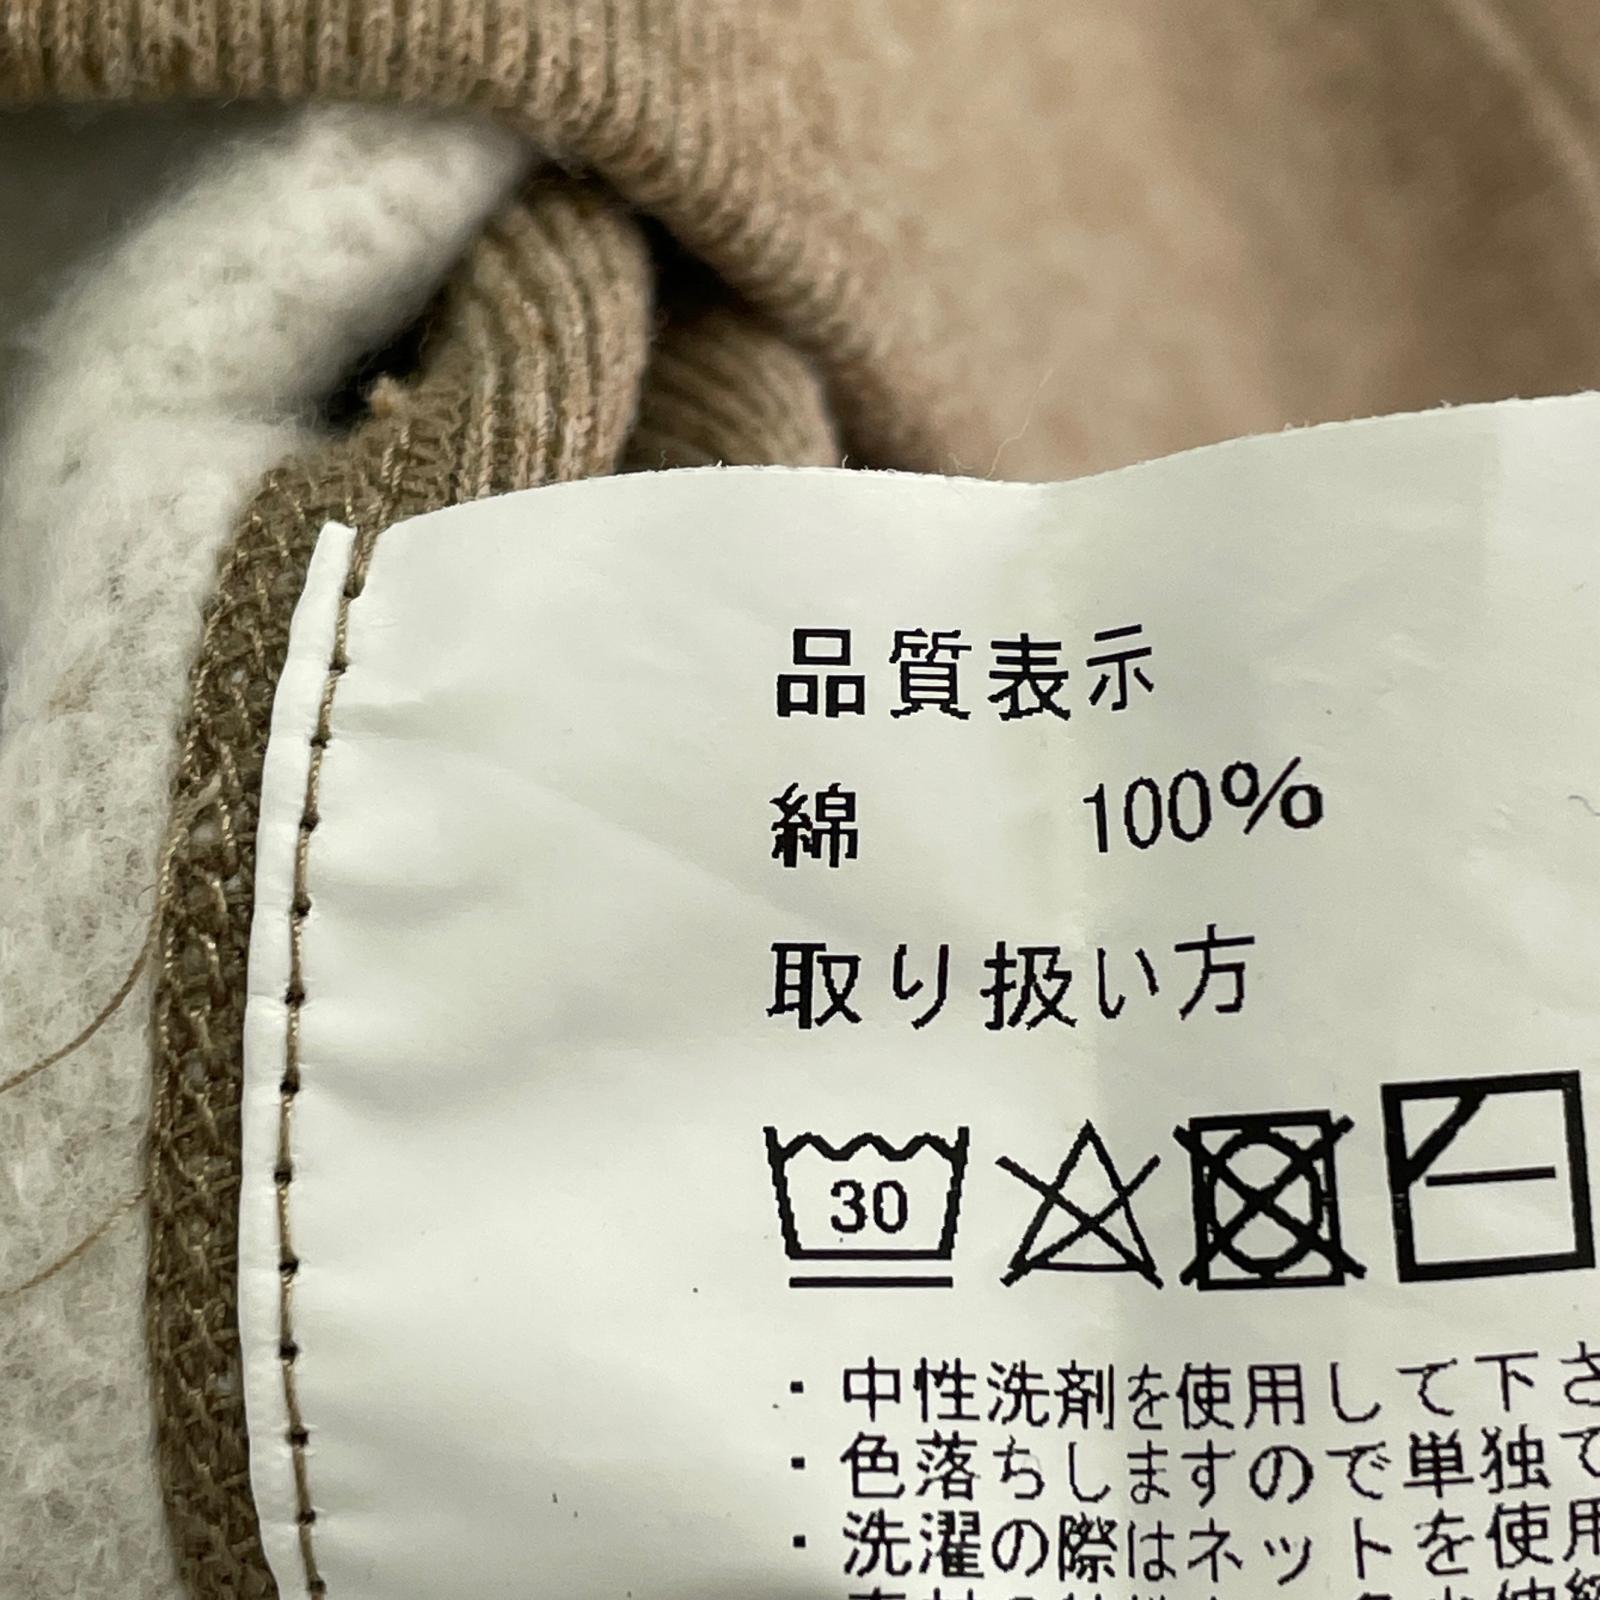 品質表示
綿 100%
取り扱い方
30
・中性洗剤を使用して下さ
・色落ちしますので単独で
・洗濯の際はネットを使用